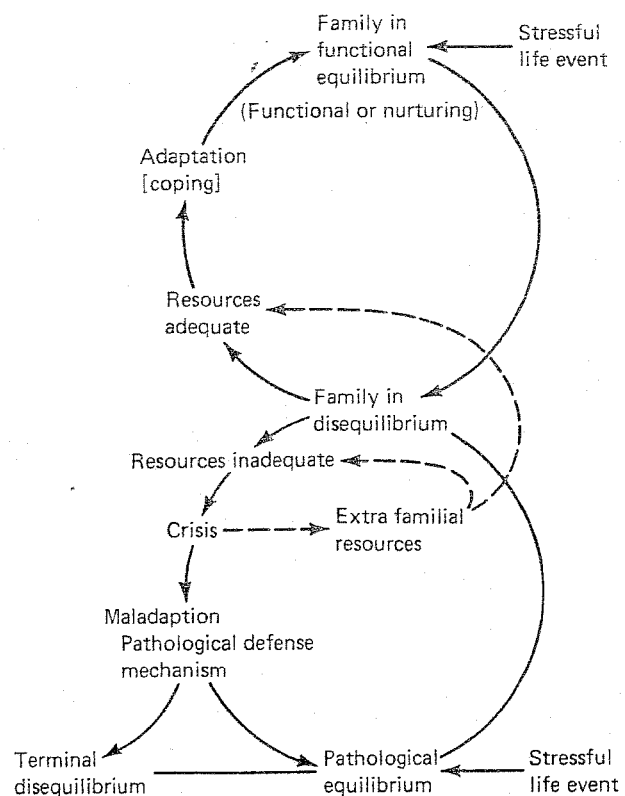 Family in
functional
equilibrium
Stressful
life event
(Functional or nurturing)
Adaptation
[coping]
Resources
adequate
Family in
disequilibrium
Resources inadequate
Crisis
Extra familial
resources
Maladaption
Pathological defense
mechanism
Terminal
disequilibrium
Pathological
equilibrium
Stressful
life event